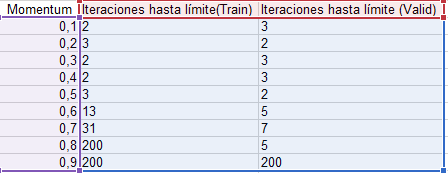 Momentum Iteraciones hasta límite(Train) Iteraciones hasta límite (Valid)
0,1 2 3
0,2 3 2
0,3 2 3
0,4 2 3
0,5 3 2
0,6 13 5
0,7 31 7
0,8 200 5
0,9 200 200